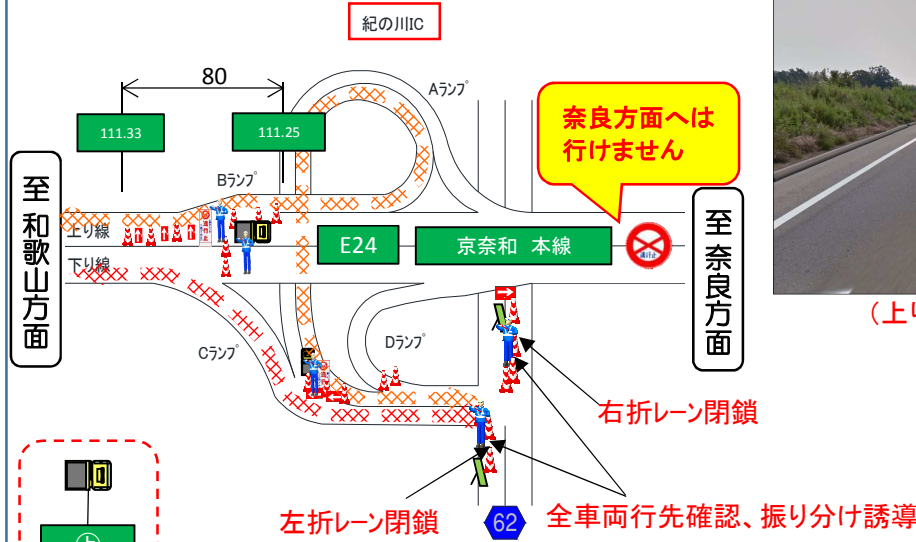 紀の川IC
80
Aランプ
111.33
111.25
奈良方面へは
行けません
Bランプ
至 和歌山方面
上り線
E24
京奈和 本線
至 奈良方面
下り線
Cランプ
Dランプ
(上り
右折レーン閉鎖
左折レーン閉鎖
62
全車両行先確認、振り分け誘導
上